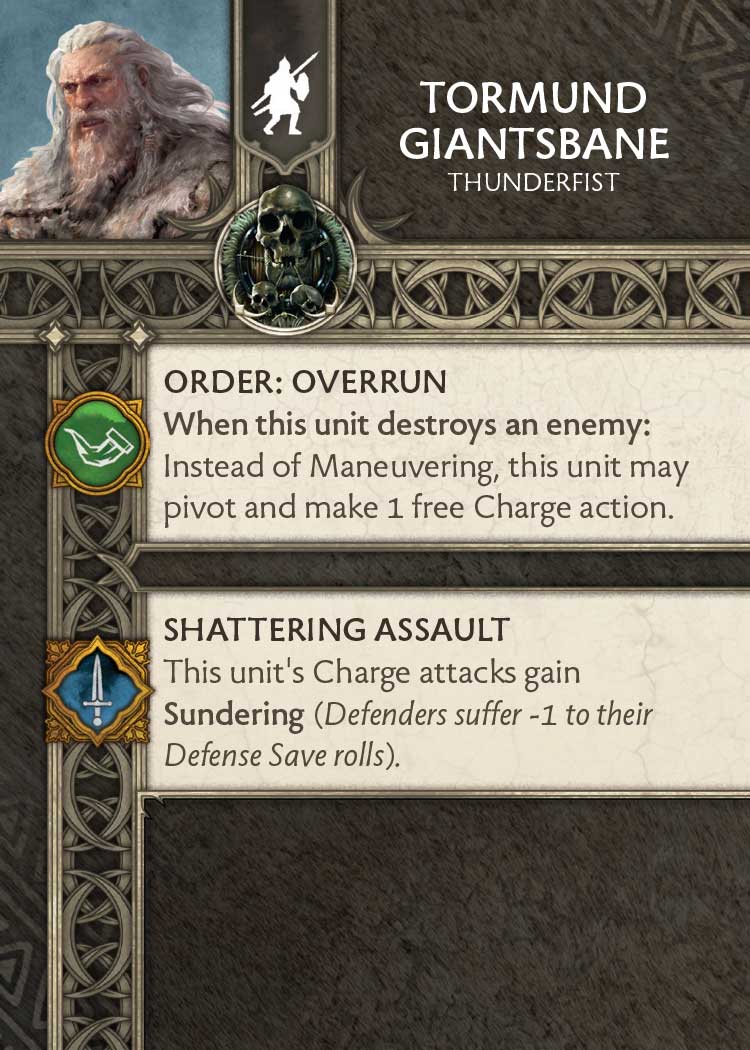 TORMUND
GIANTSBANE
THUNDERFIST
ORDER: OVERRUN
When this unit destroys an enemy:
Instead of Maneuvering, this unit may
pivot and make 1 free Charge action.
SHATTERING ASSAULT
This unit's Charge attacks gain
Sundering (Defenders suffer -1 to their
Defense Save rolls).